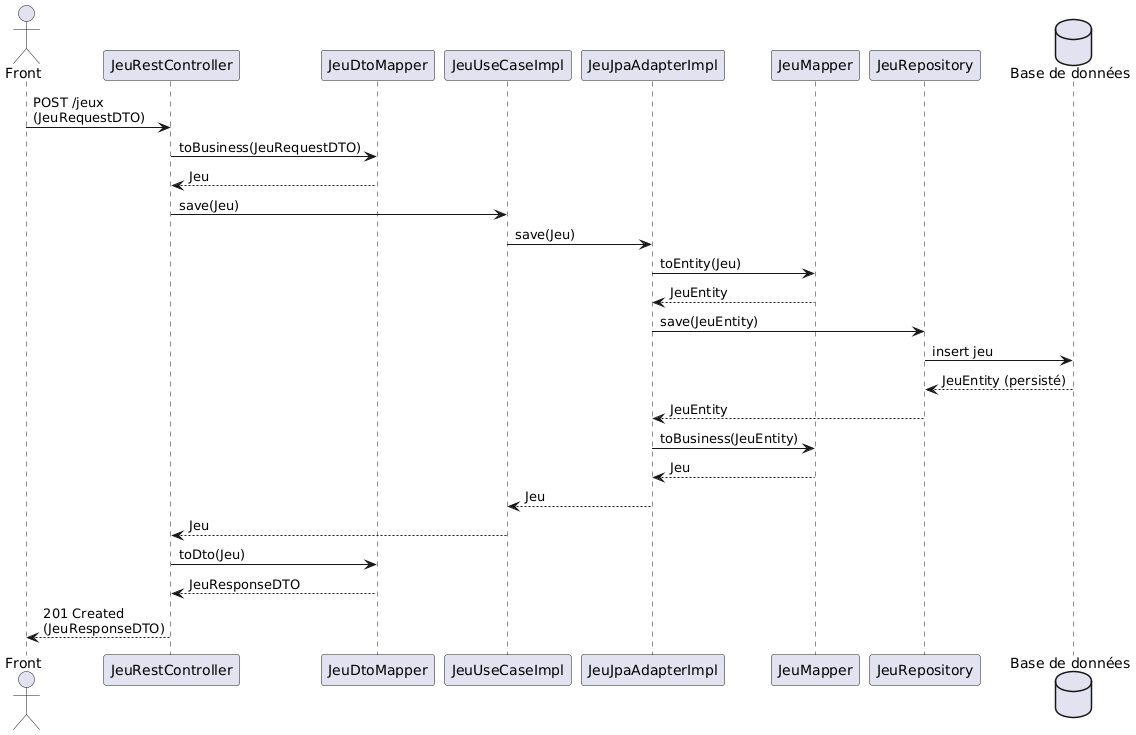 Front
JeuRestController
JeuDtoMapper
JeuUseCaseImpl
JeuJpaAdapterImpl
JeuMapper
JeuRepository
Base de données
POST /jeux
(JeuRequestDTO)
toBusiness(JeuRequestDTO)
Jeu
save(Jeu)
save(Jeu)
toEntity(Jeu)
JeuEntity
save(JeuEntity)
insert jeu
JeuEntity (persisté)
JeuEntity
toBusiness(JeuEntity)
Jeu
Jeu
Jeu
toDto(Jeu)
JeuResponseDTO
201 Created
(JeuResponseDTO)
Front
JeuRestController
JeuDtoMapper
JeuUseCaseImpl
JeuJpaAdapterImpl
JeuMapper
JeuRepository
Base de données